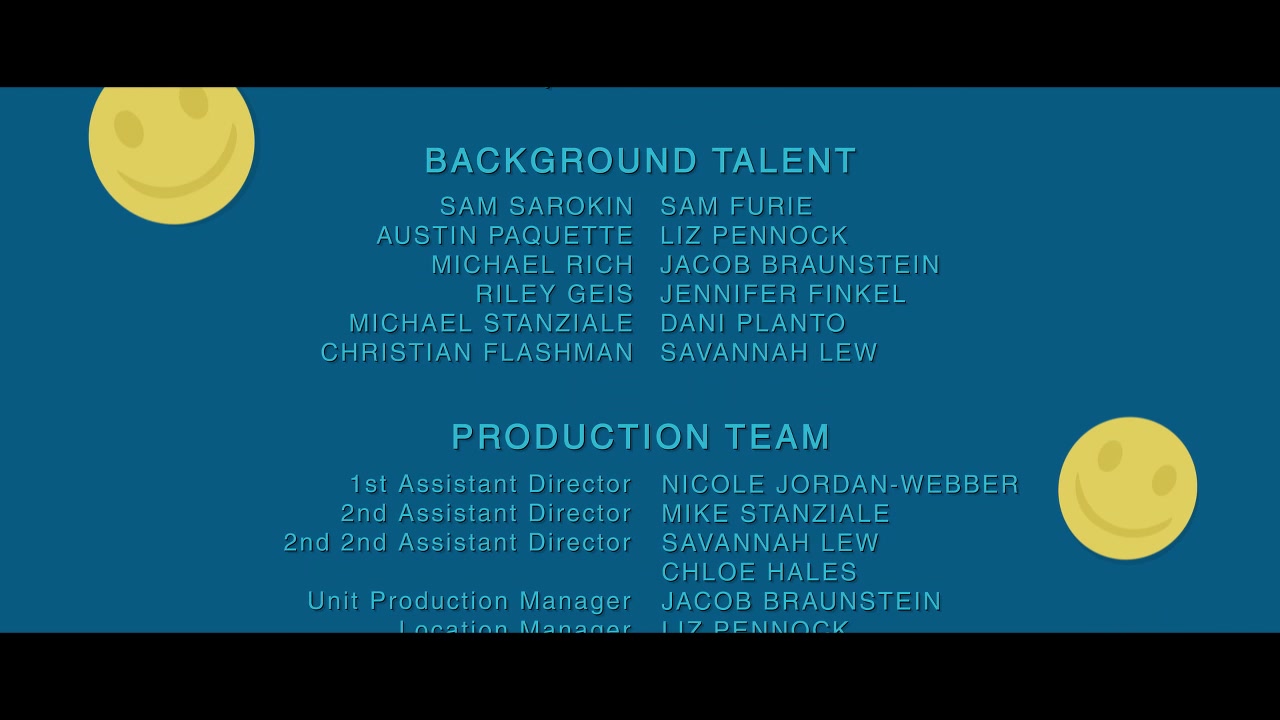 BACKGROUND TALENT
SAM SAROKIN SAM FURIE
AUSTIN PAQUETTE LIZ PENNOCK
MICHAEL RICH JACOB BRAUNSTEIN
RILEY GEIS JENNIFER FINKEL
MICHAEL STANZIALE DANI PLANTO
CHRISTIAN FLASHMAN SAVANNAH LEW
PRODUCTION TEAM
1st Assistant Director NICOLE JORDAN-WEBBER
2nd Assistant Director MIKE STANZIALE
2nd 2nd Assistant Director SAVANNAH LEW
CHLOE HALES
Unit Production Manager JACOB BRAUNSTEIN
Location Manager LIZ PENNOCK